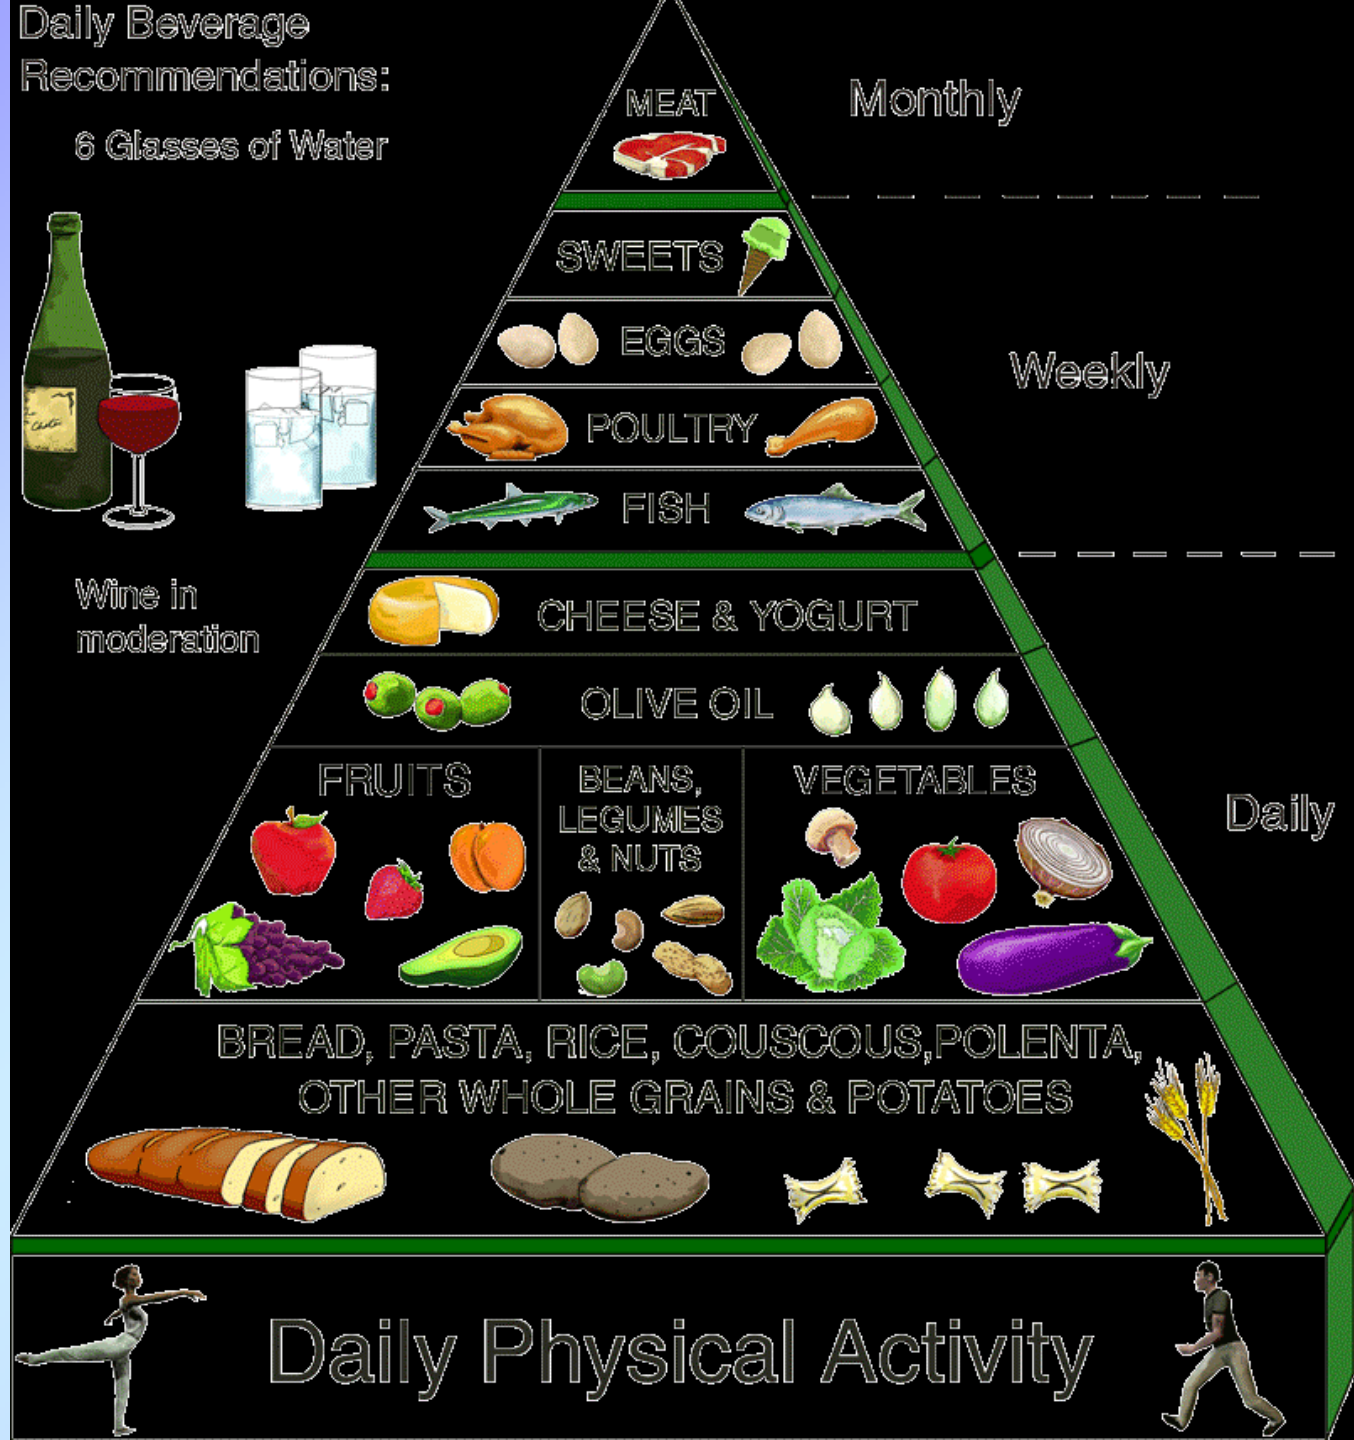 Daily Beverage
Recommendations:
6 Glasses of Water
Wine in
moderation
MEAT
Monthly
SWEETS
EGGS
Weekly
POULTRY
FISH
CHEESE & YOGURT
OLIVE OIL
FRUITS
BEANS,
LEGUMES
& NUTS
VEGETABLES
Daily
BREAD, PASTA, RICE, COUSCOUS,POLENTA,
OTHER WHOLE GRAINS & POTATOES
Daily Physical Activity